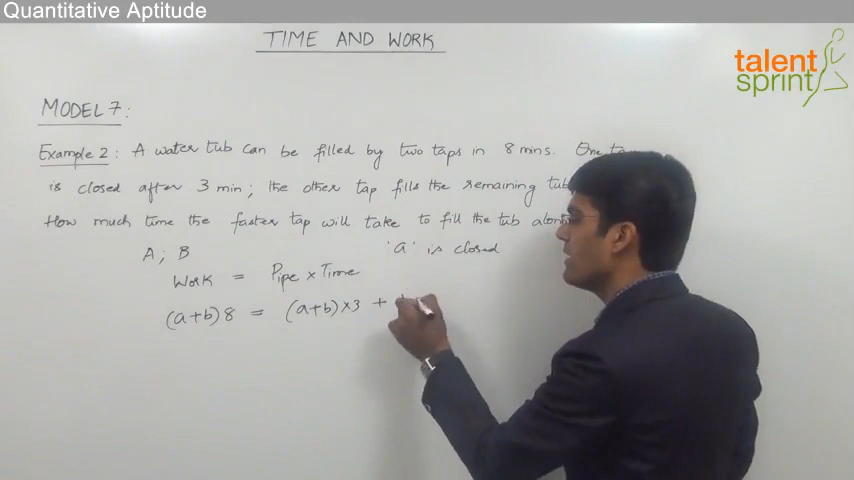 Quantitative Aptitude
TIME AND WORK
talent
sprint
MODEL 7:
Example 2: A water tub can be filled by two taps in 8 mins. One
is closed after 3 min; the other tap fills the remaining tub
How much time the faster tap will take to fill the tub alone
A; B
'a' is closed
Work = Pipe x Time
(a+b)8 = (a+b)x3 +